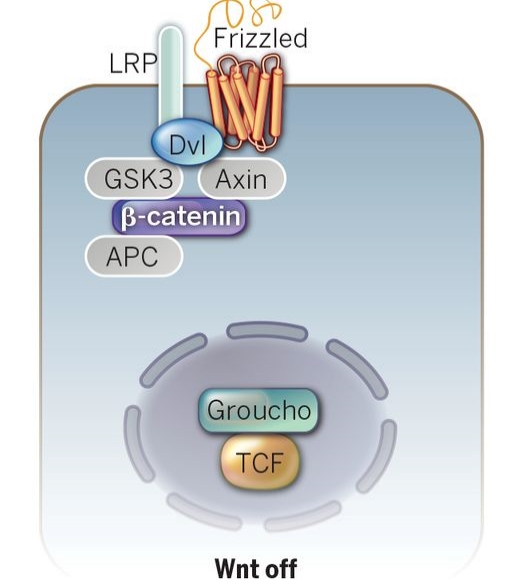 Frizzled
LRP
Dvl
GSK3
Axin
β-catenin
APC
Groucho
TCF
Wnt off